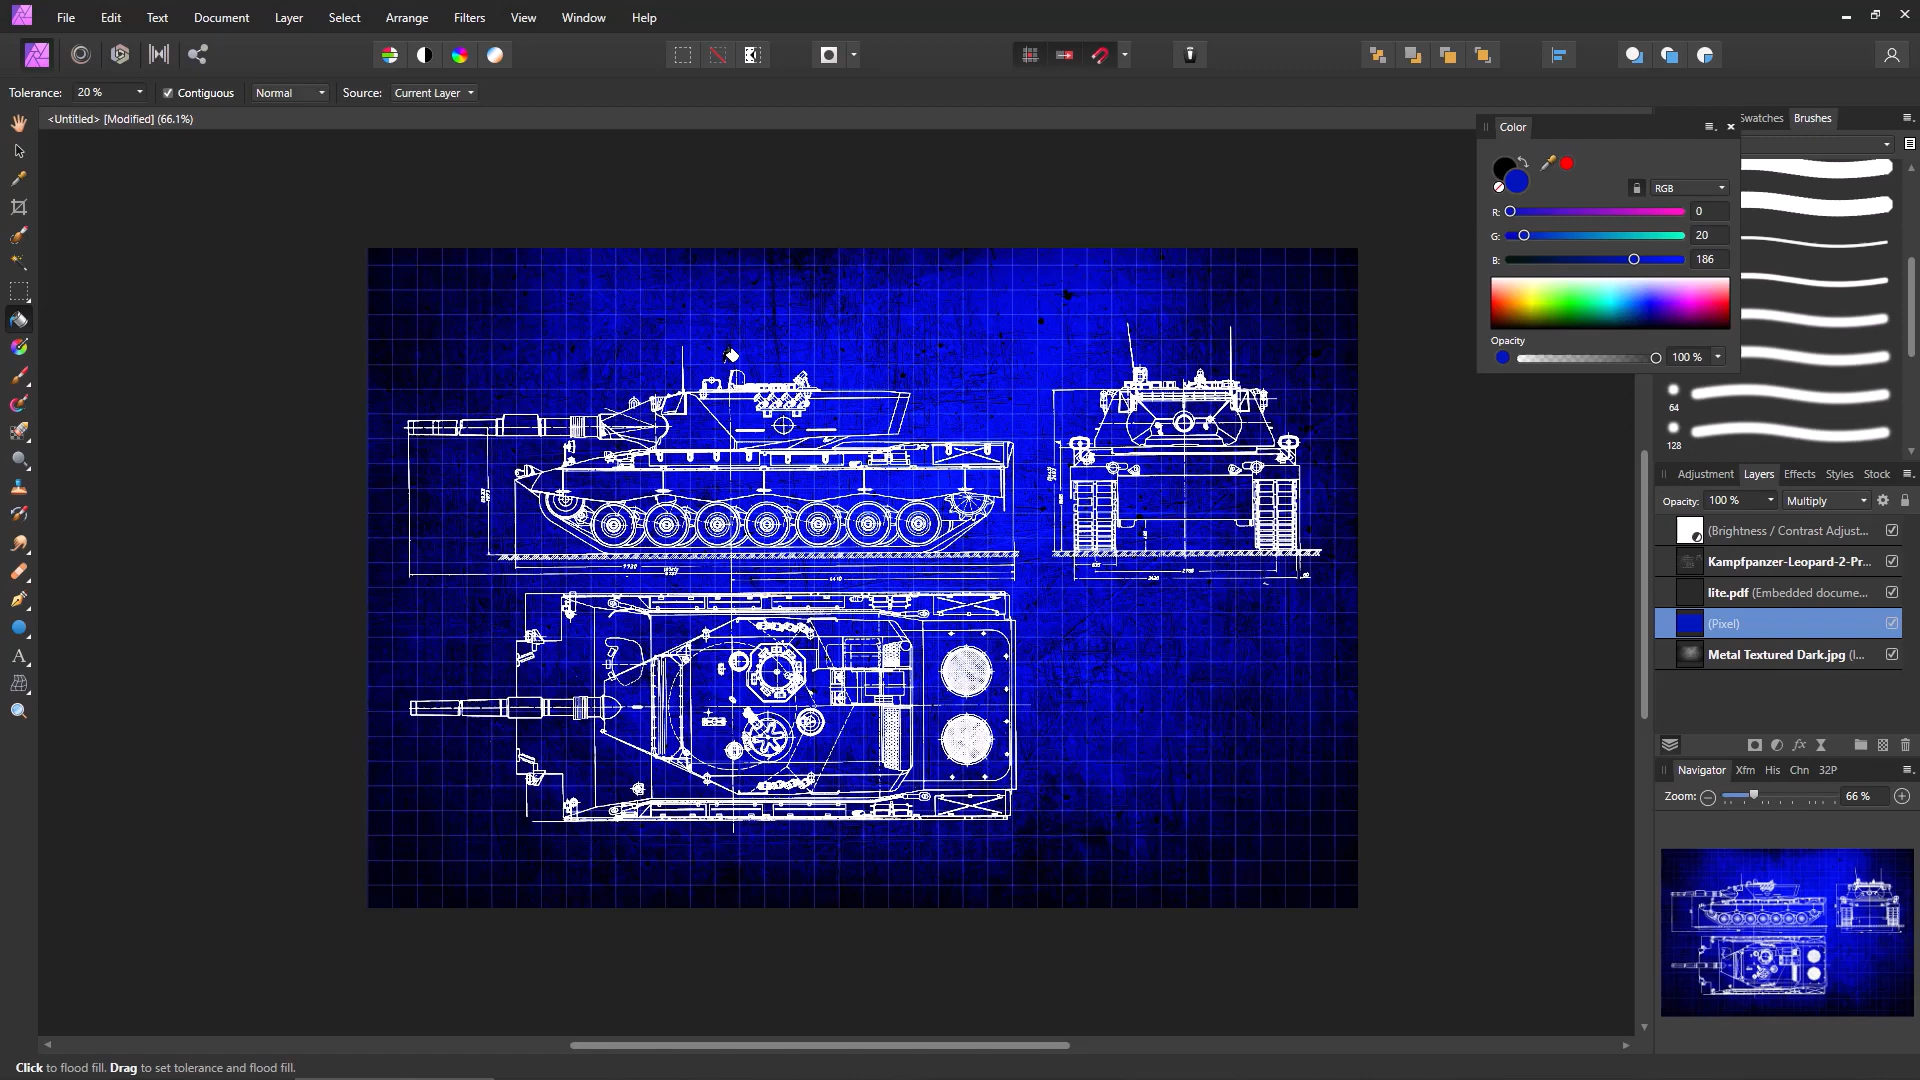 File Edit Text Document Layer Select Arrange Filters View Window Help
Tolerance: 20 % Contiguous Normal Source: Current Layer
<Untitled> [Modified] (66.1%)
Swatches Brushes
Color
RGB
R: 0
G: 20
B: 186
Opacity
100 %
64
128
Adjustment Layers Effects Styles Stock
Opacity: 100 % Multiply
(Brightness / Contrast Adjust...
Kampfpanzer-Leopard-2-Pr...
lite.pdf (Embedded docume...
(Pixel)
Metal Textured Dark.jpg (I...
fx
Navigator Xfm His Chn 32P
Zoom: 66 %
Click to flood fill. Drag to set tolerance and flood fill.